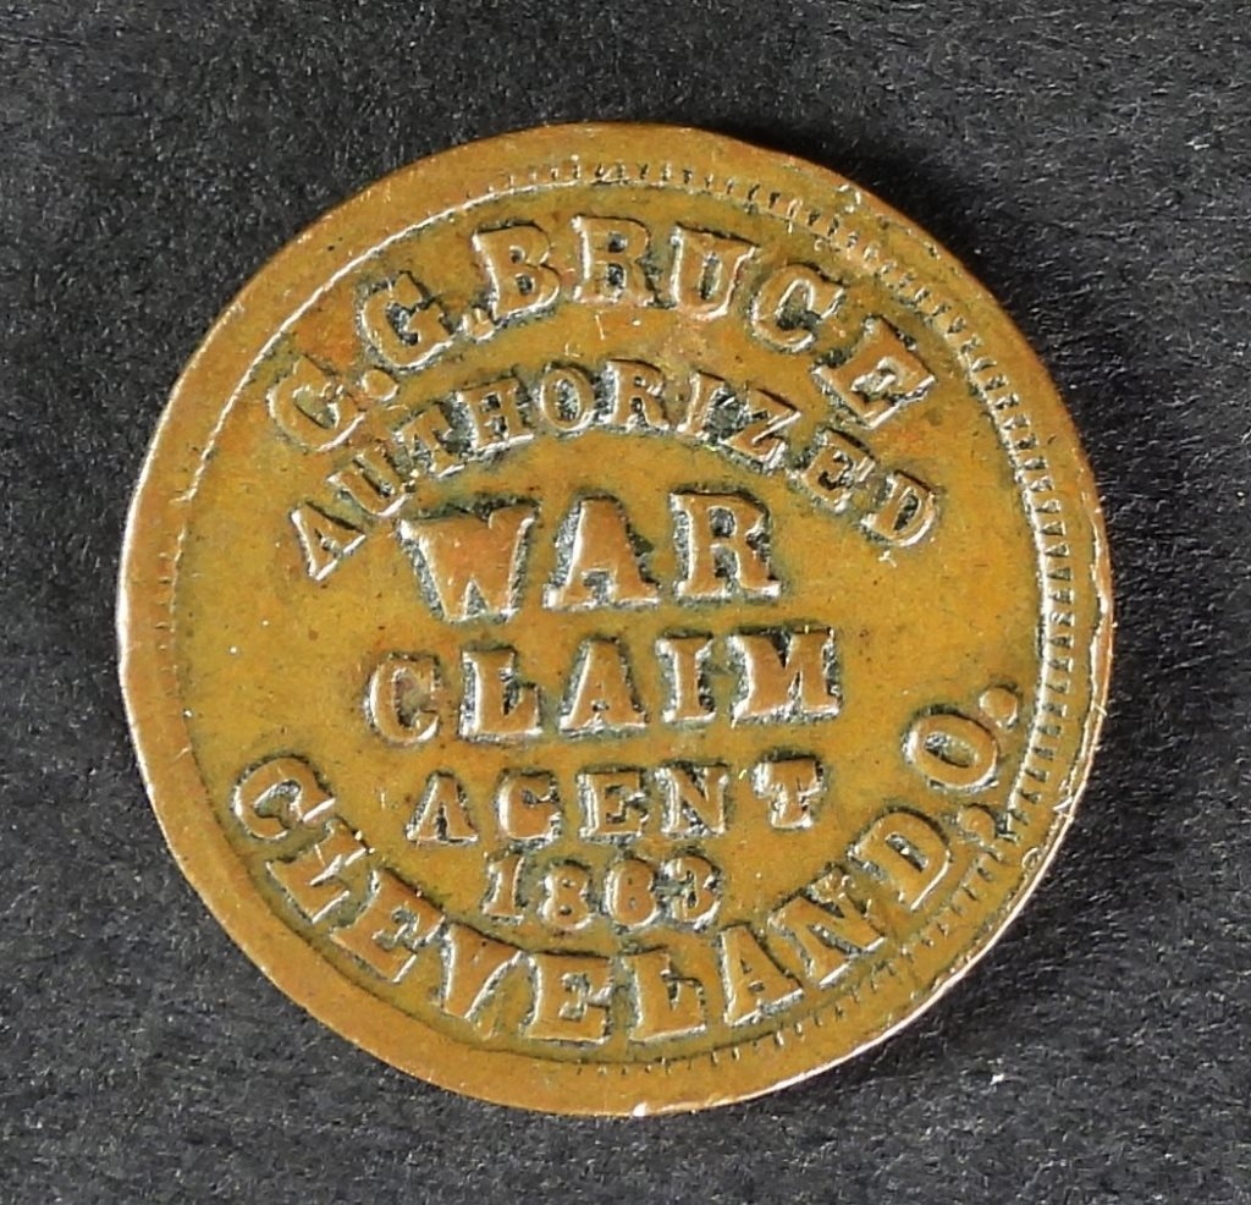 C.G.BRUCE
AUTHORIZED
WAR
CLAIM
AGENT
1863
CLEVELAND.O.